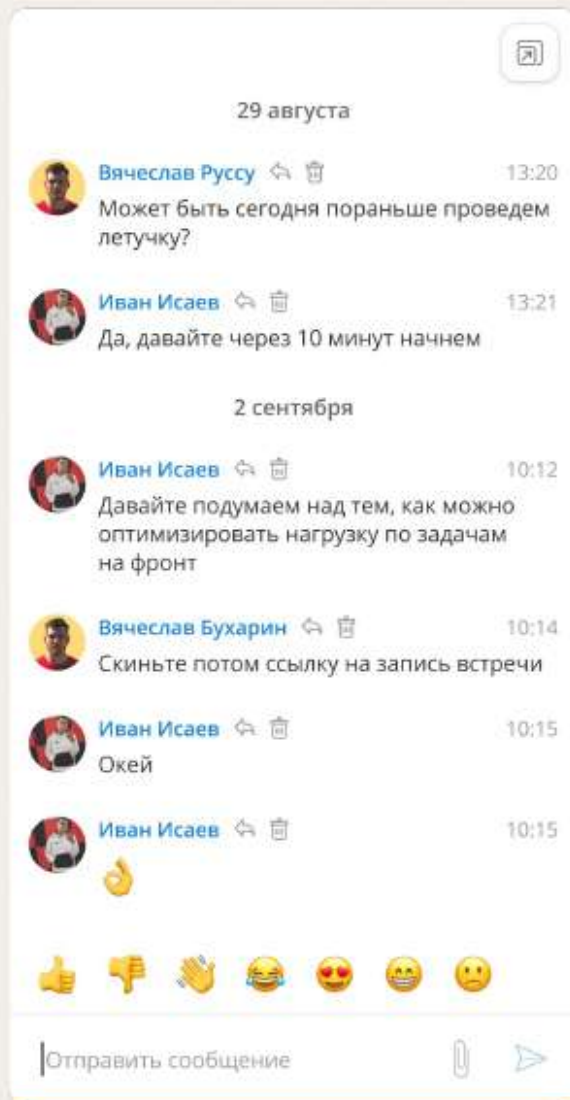 29 августа
Вячеслав Руссу 13:20
Может быть сегодня пораньше проведем
летучку?
Иван Исаев 13:21
Да, давайте через 10 минут начнем
2 сентября
Иван Исаев 10:12
Давайте подумаем над тем, как можно
оптимизировать нагрузку по задачам
на фронт
Вячеслав Бухарин 10:14
Скиньте потом ссылку на запись встречи
Иван Исаев 10:15
Окей
Иван Исаев 10:15
👌
👍 👎 👋 😂 😍 😁 🙁
Отправить сообщение